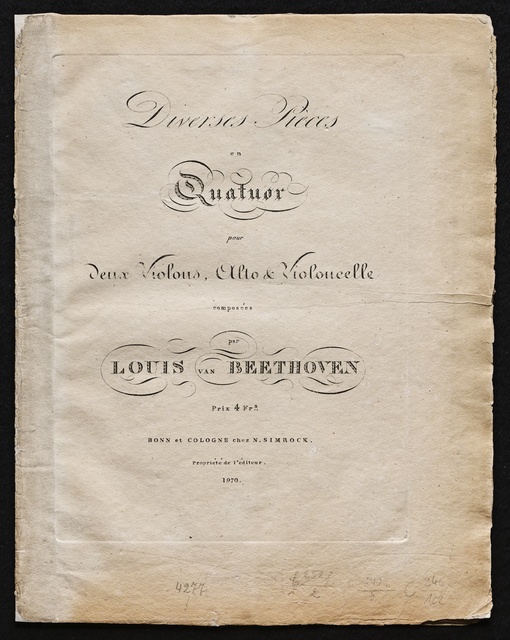 Diverses Pièces
en
Quatuor
pour
deux Violons, Alto & Violoncelle
composées
par
LOUIS VAN BEETHOVEN
Prix 4 Frs.
BONN et COLOGNE chez N. SIMROCK.
Propriété de l'éditeur.
1970.
4277